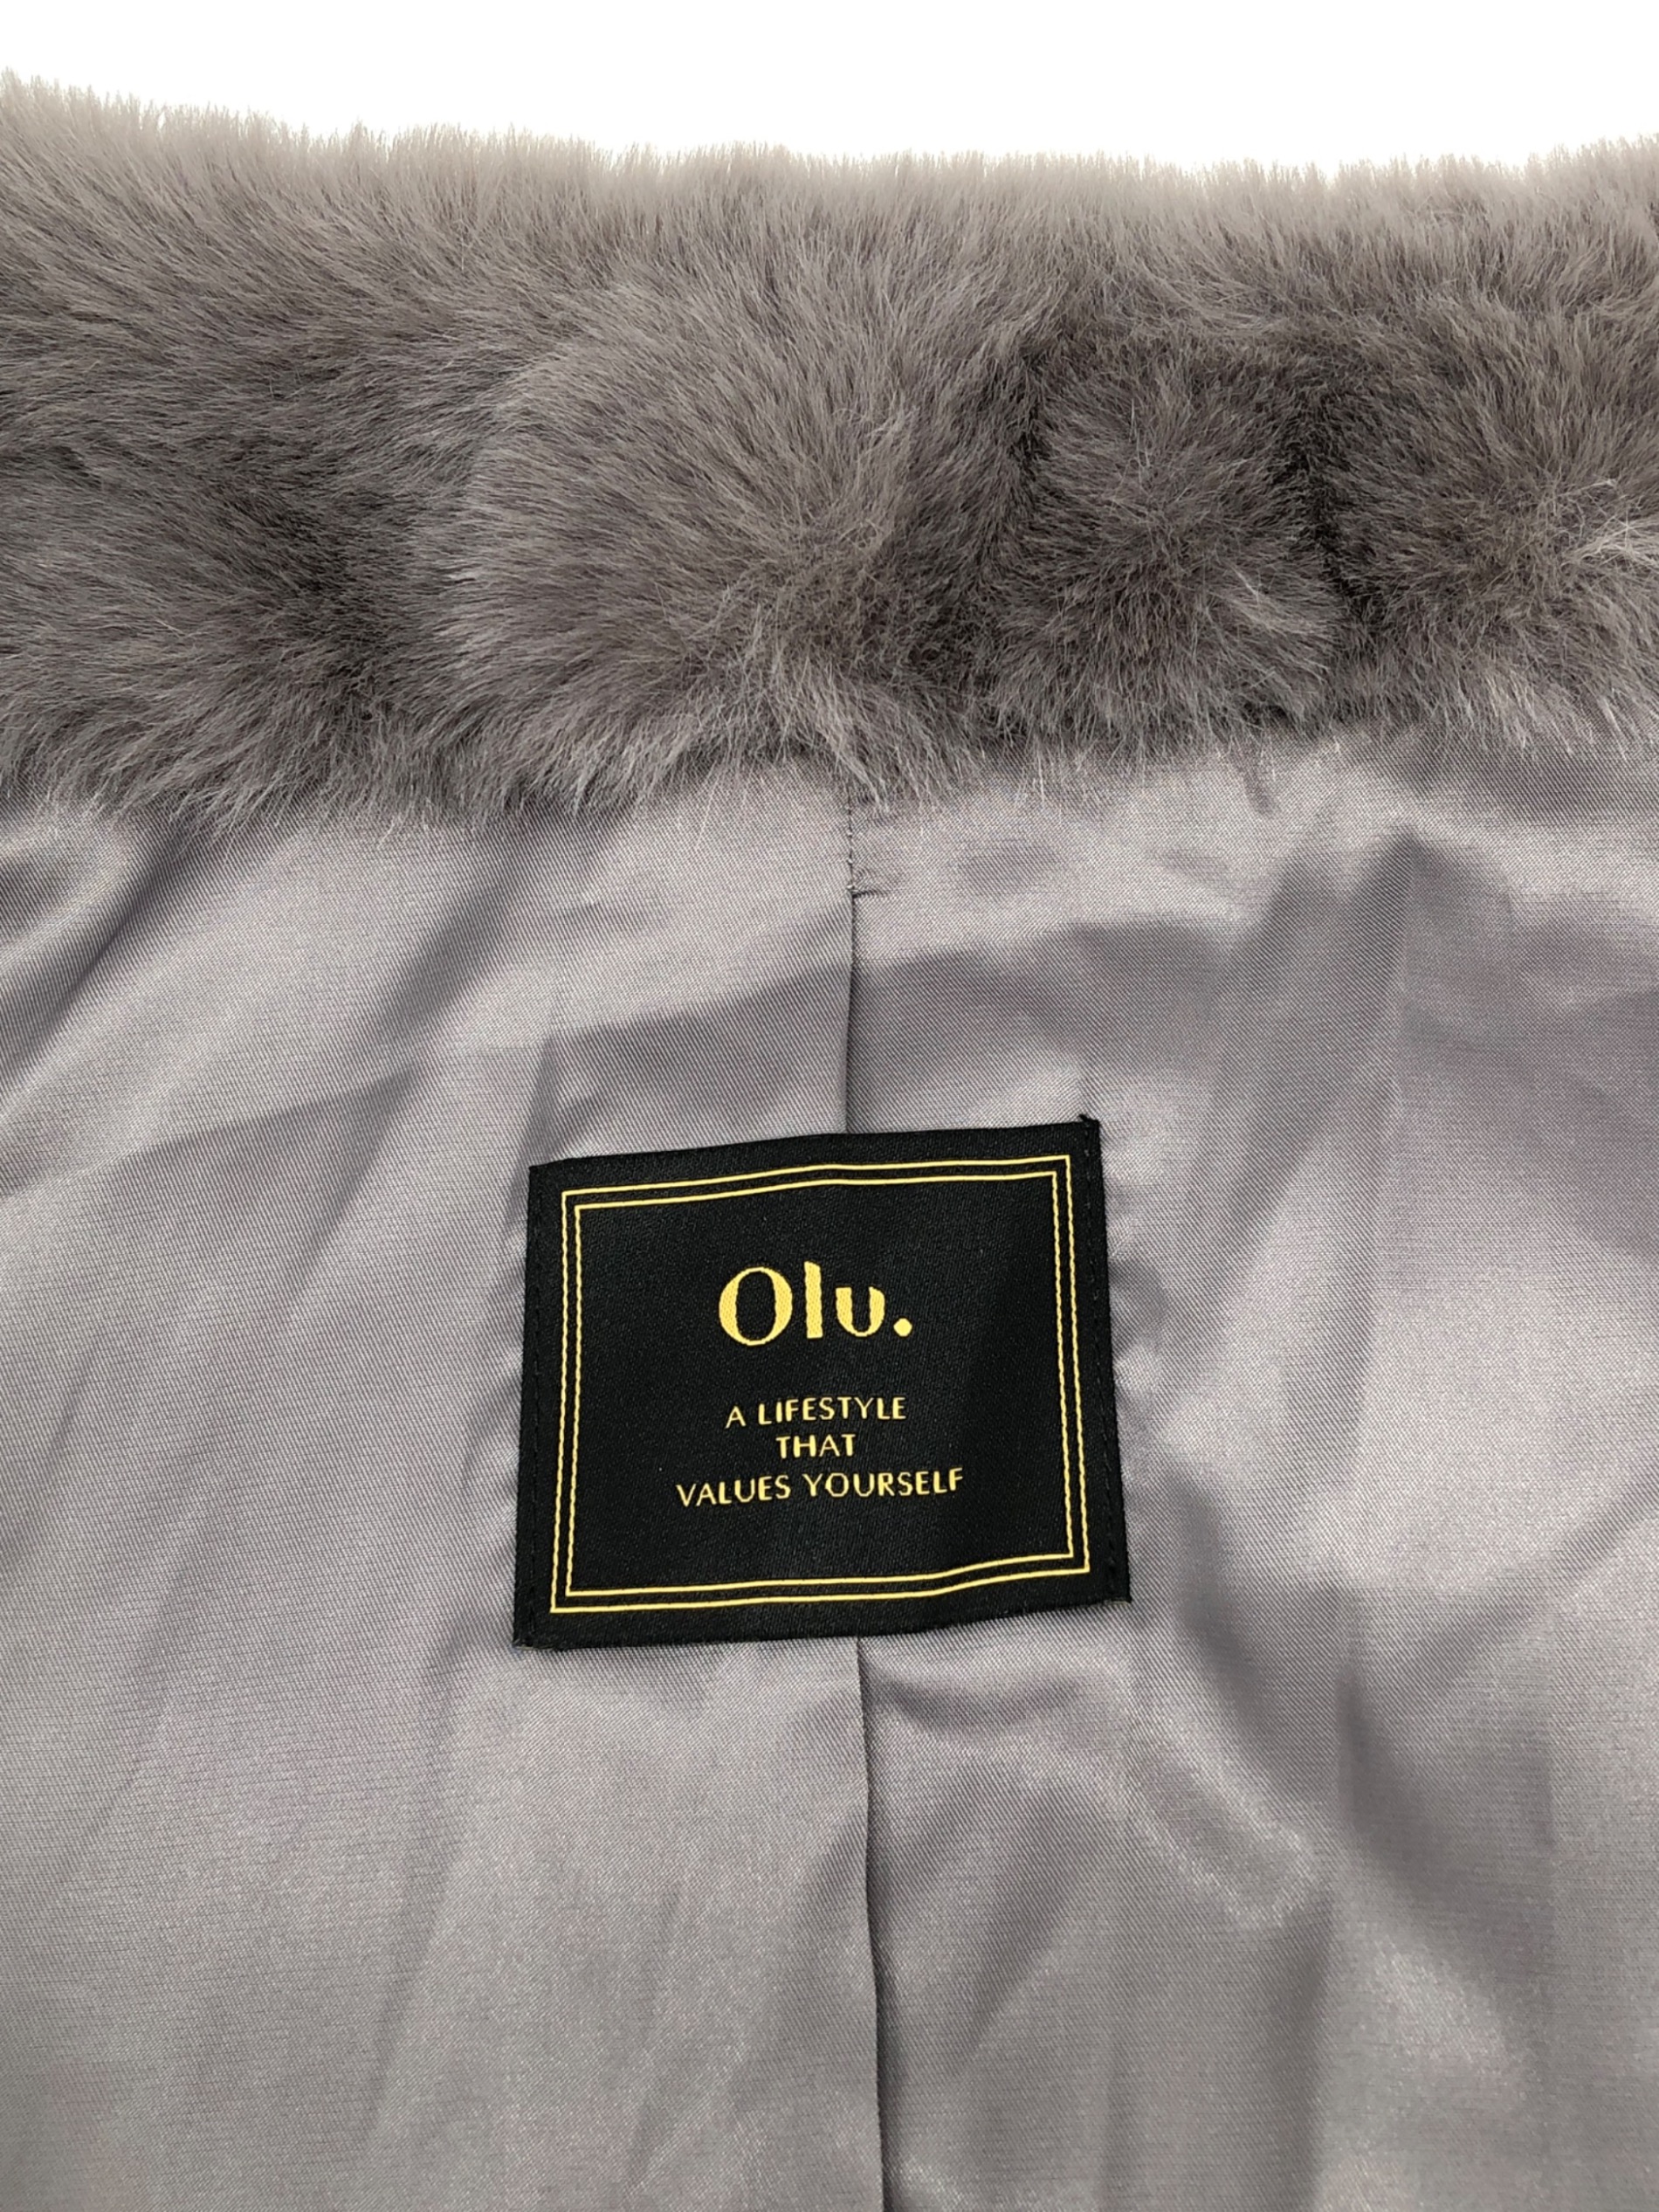 Olu.
A LIFESTYLE
THAT
VALUES YOURSELF